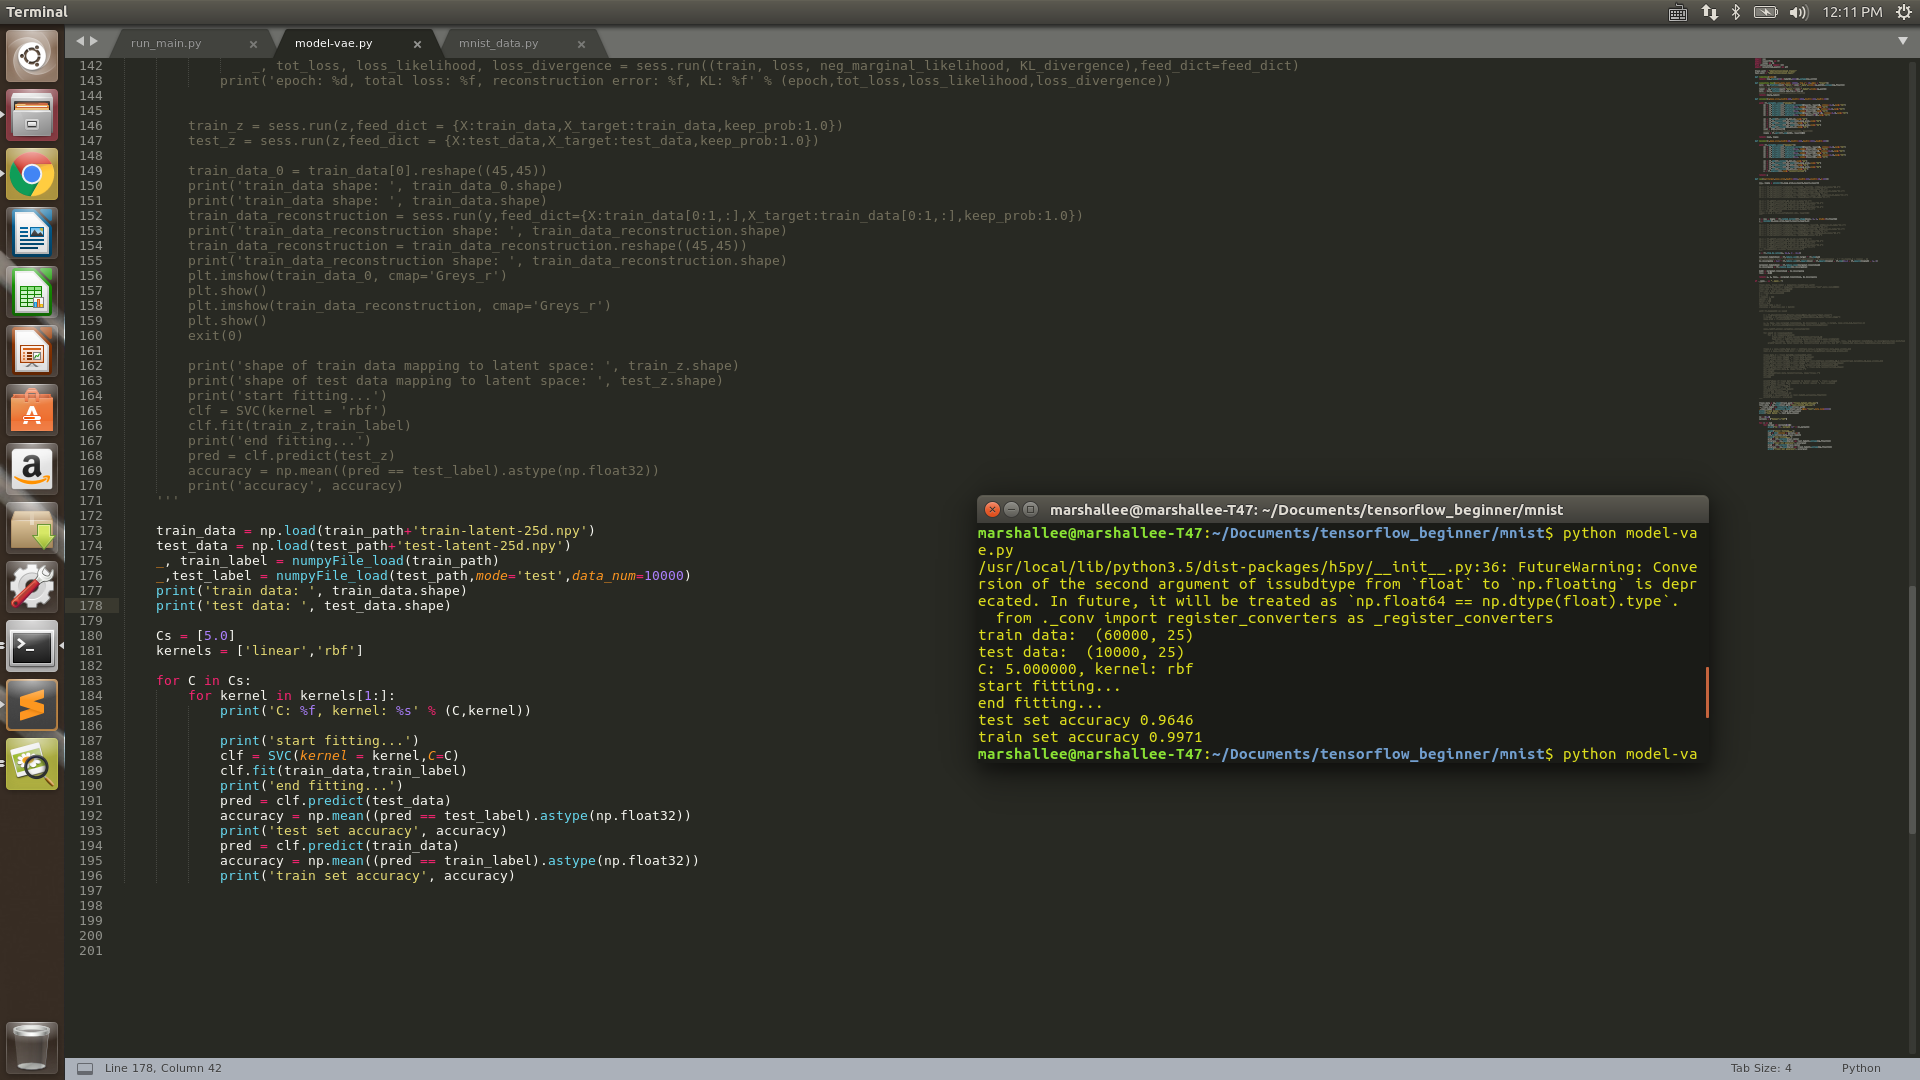 Terminal
12:11 PM
run_main.py
model-vae.py
mnist_data.py
142 _, tot_loss, loss_likelihood, loss_divergence = sess.run((train, loss, neg_marginal_likelihood, KL_divergence),feed_dict=feed_dict)
143 print('epoch: %d, total loss: %f, reconstruction error: %f, KL: %f' % (epoch,tot_loss,loss_likelihood,loss_divergence))
144
145
146 train_z = sess.run(z,feed_dict = {X:train_data,X_target:train_data,keep_prob:1.0})
147 test_z = sess.run(z,feed_dict = {X:test_data,X_target:test_data,keep_prob:1.0})
148
149 train_data_0 = train_data[0].reshape((45,45))
150 print('train_data shape: ', train_data_0.shape)
151 print('train_data shape: ', train_data.shape)
152 train_data_reconstruction = sess.run(y,feed_dict={X:train_data[0:1,:],X_target:train_data[0:1,:],keep_prob:1.0})
153 print('train_data_reconstruction shape: ', train_data_reconstruction.shape)
154 train_data_reconstruction = train_data_reconstruction.reshape((45,45))
155 print('train_data_reconstruction shape: ', train_data_reconstruction.shape)
156 plt.imshow(train_data_0, cmap='Greys_r')
157 plt.show()
158 plt.imshow(train_data_reconstruction, cmap='Greys_r')
159 plt.show()
160 exit(0)
161
162 print('shape of train data mapping to latent space: ', train_z.shape)
163 print('shape of test data mapping to latent space: ', test_z.shape)
164 print('start fitting...')
165 clf = SVC(kernel = 'rbf')
166 clf.fit(train_z,train_label)
167 print('end fitting...')
168 pred = clf.predict(test_z)
169 accuracy = np.mean((pred == test_label).astype(np.float32))
170 print('accuracy', accuracy)
171 '''
172
173 train_data = np.load(train_path+'train-latent-25d.npy')
174 test_data = np.load(test_path+'test-latent-25d.npy')
175 _, train_label = numpyFile_load(train_path)
176 _,test_label = numpyFile_load(test_path,mode='test',data_num=10000)
177 print('train data: ', train_data.shape)
178 print('test data: ', test_data.shape)
179
180 Cs = [5.0]
181 kernels = ['linear','rbf']
182
183 for C in Cs:
184 for kernel in kernels[1:]:
185 print('C: %f, kernel: %s' % (C,kernel))
186
187 print('start fitting...')
188 clf = SVC(kernel = kernel,C=C)
189 clf.fit(train_data,train_label)
190 print('end fitting...')
191 pred = clf.predict(test_data)
192 accuracy = np.mean((pred == test_label).astype(np.float32))
193 print('test set accuracy', accuracy)
194 pred = clf.predict(train_data)
195 accuracy = np.mean((pred == train_label).astype(np.float32))
196 print('train set accuracy', accuracy)
197
198
199
200
201
marshallee@marshallee-T47: ~/Documents/tensorflow_beginner/mnist
marshallee@marshallee-T47:~/Documents/tensorflow_beginner/mnist$ python model-va
e.py
/usr/local/lib/python3.5/dist-packages/h5py/__init__.py:36: FutureWarning: Conve
rsion of the second argument of issubdtype from `float` to `np.floating` is depr
ecated. In future, it will be treated as `np.float64 == np.dtype(float).type`.
from ._conv import register_converters as _register_converters
train data:  (60000, 25)
test data:  (10000, 25)
C: 5.000000, kernel: rbf
start fitting...
end fitting...
test set accuracy 0.9646
train set accuracy 0.9971
marshallee@marshallee-T47:~/Documents/tensorflow_beginner/mnist$ python model-va
Line 178, Column 42
Tab Size: 4
Python